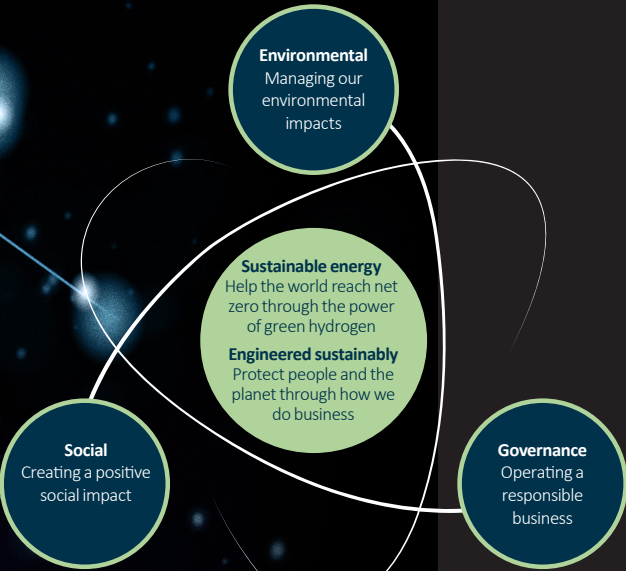 Environmental
Managing our
environmental
impacts
Sustainable energy
Help the world reach net
zero through the power
of green hydrogen
Engineered sustainably
Protect people and the
planet through how we
do business
Social
Creating a positive
social impact
Governance
Operating a
responsible
business